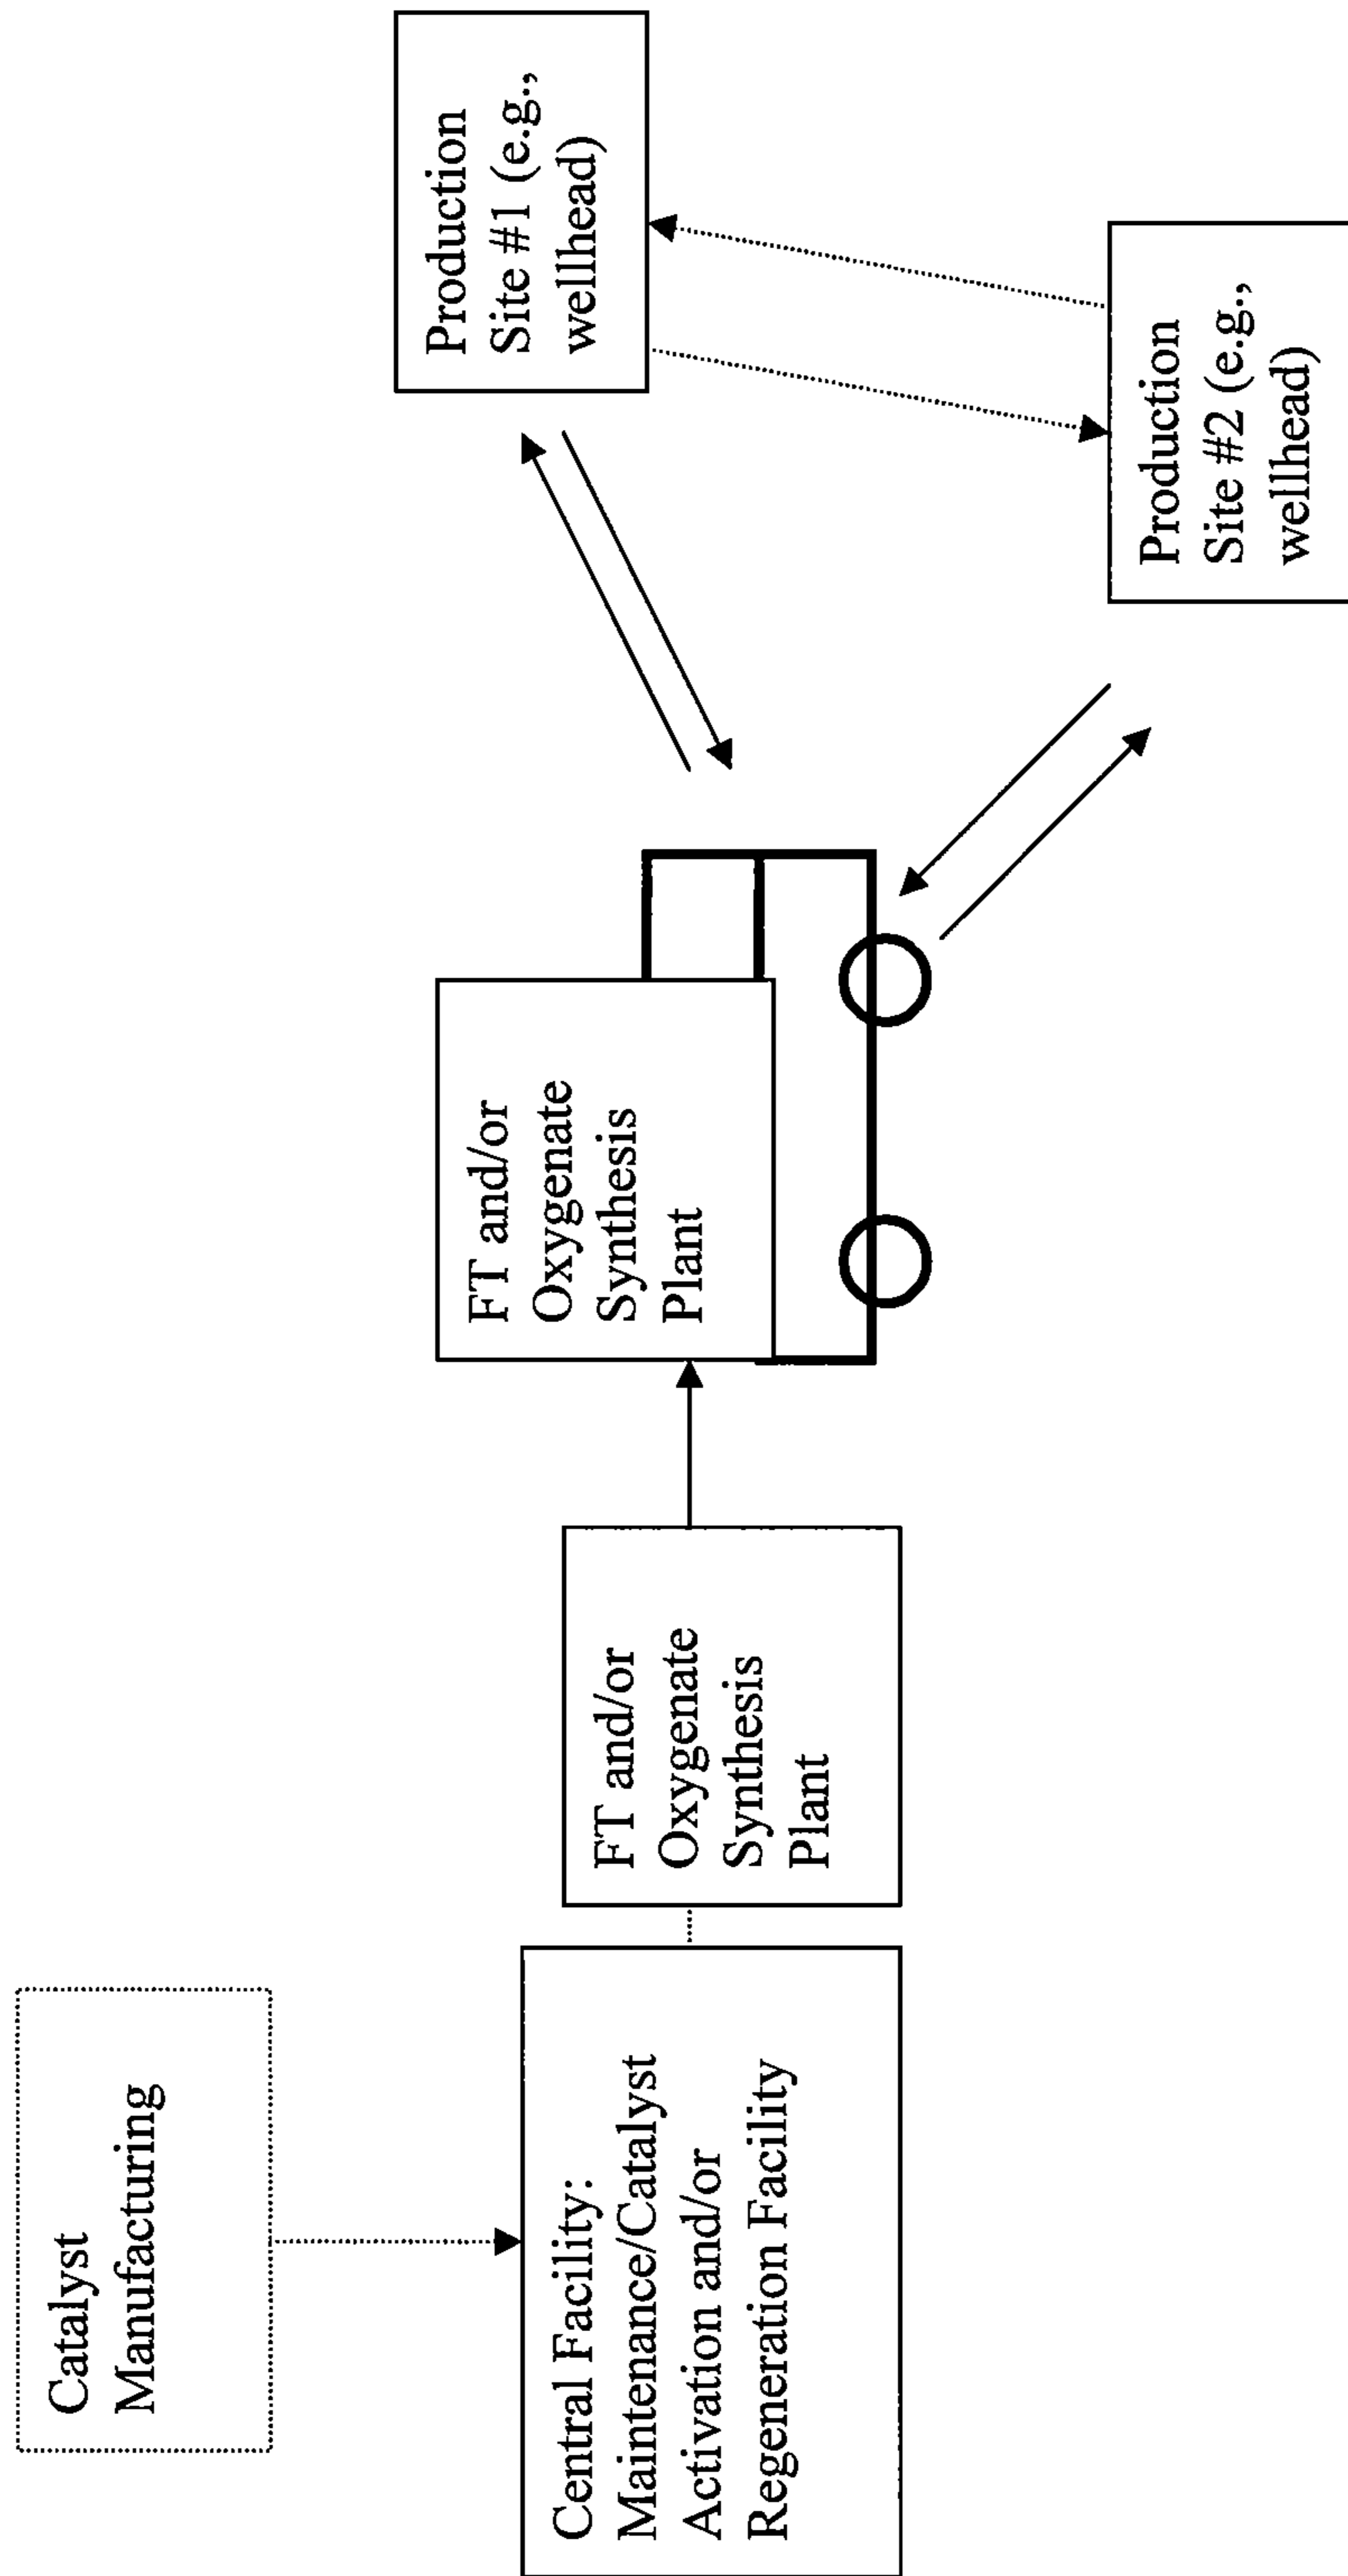 Catalyst
Manufacturing
Central Facility:
Maintenance/Catalyst
Activation and/or
Regeneration Facility
FT and/or
Oxygenate
Synthesis
Plant
FT and/or
Oxygenate
Synthesis
Plant
Production
Site #1 (e.g.,
wellhead)
Production
Site #2 (e.g.,
wellhead)